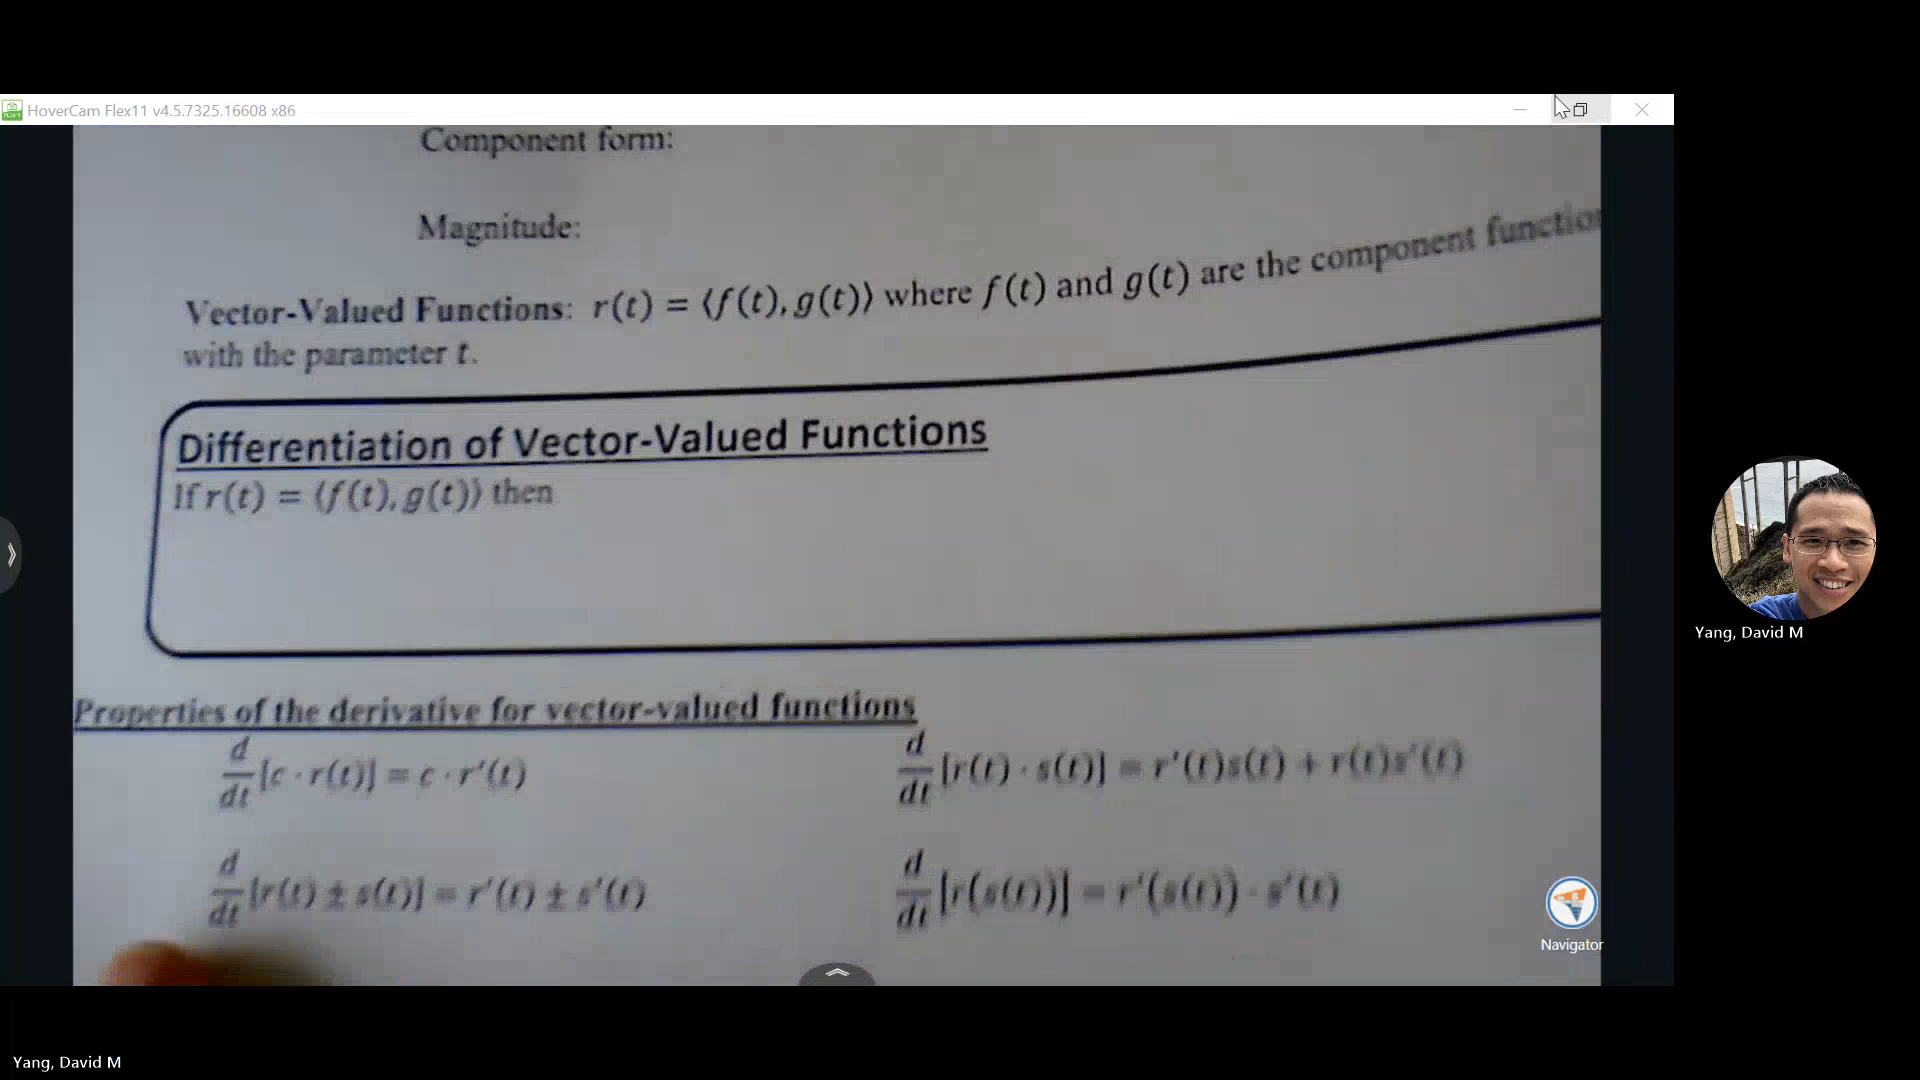 HoverCam Flex11 v4.5.7325.16608 x86
Component form:
Magnitude:
Vector-Valued Functions: r(t) = ⟨f(t), g(t)⟩ where f(t) and g(t) are the component
with the parameter t.
Differentiation of Vector-Valued Functions
If r(t) = ⟨f(t), g(t)⟩ then
Properties of the derivative for vector-valued functions
d/dt [c · r(t)] = c · r'(t)
d/dt [r(t) · s(t)] = r'(t)s(t) + r(t)s'(t)
d/dt [r(t) ± s(t)] = r'(t) ± s'(t)
d/dt [r(s(t))] = r'(s(t)) · s'(t)
Navigator
Yang, David M
Yang, David M